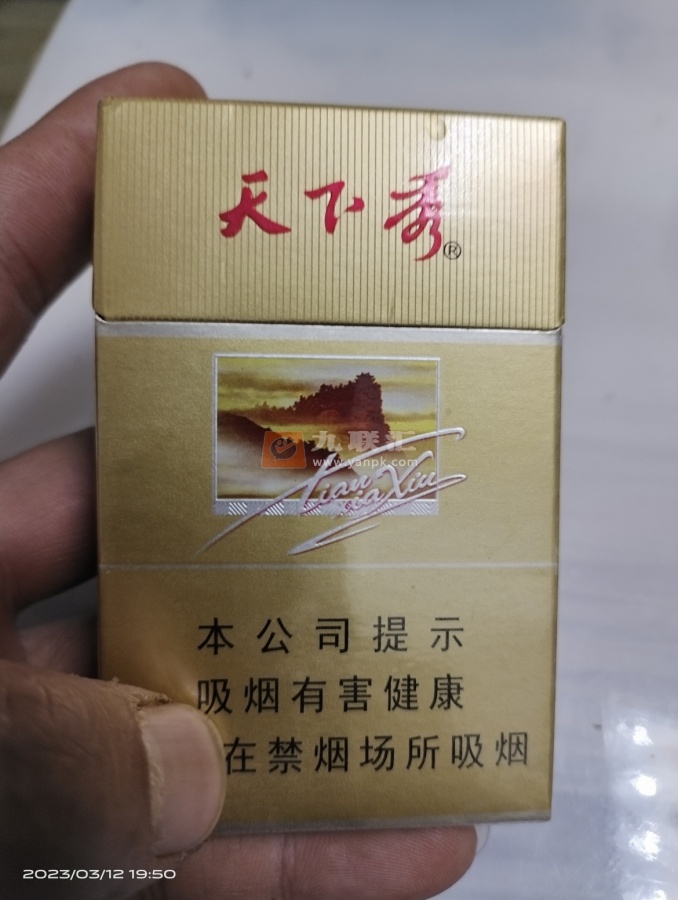 天下秀®
九联汇
www.yanpk.com
Tian
xia Xiu
本公司提示
吸烟有害健康
在禁烟场所吸烟
2023/03/12 19:50